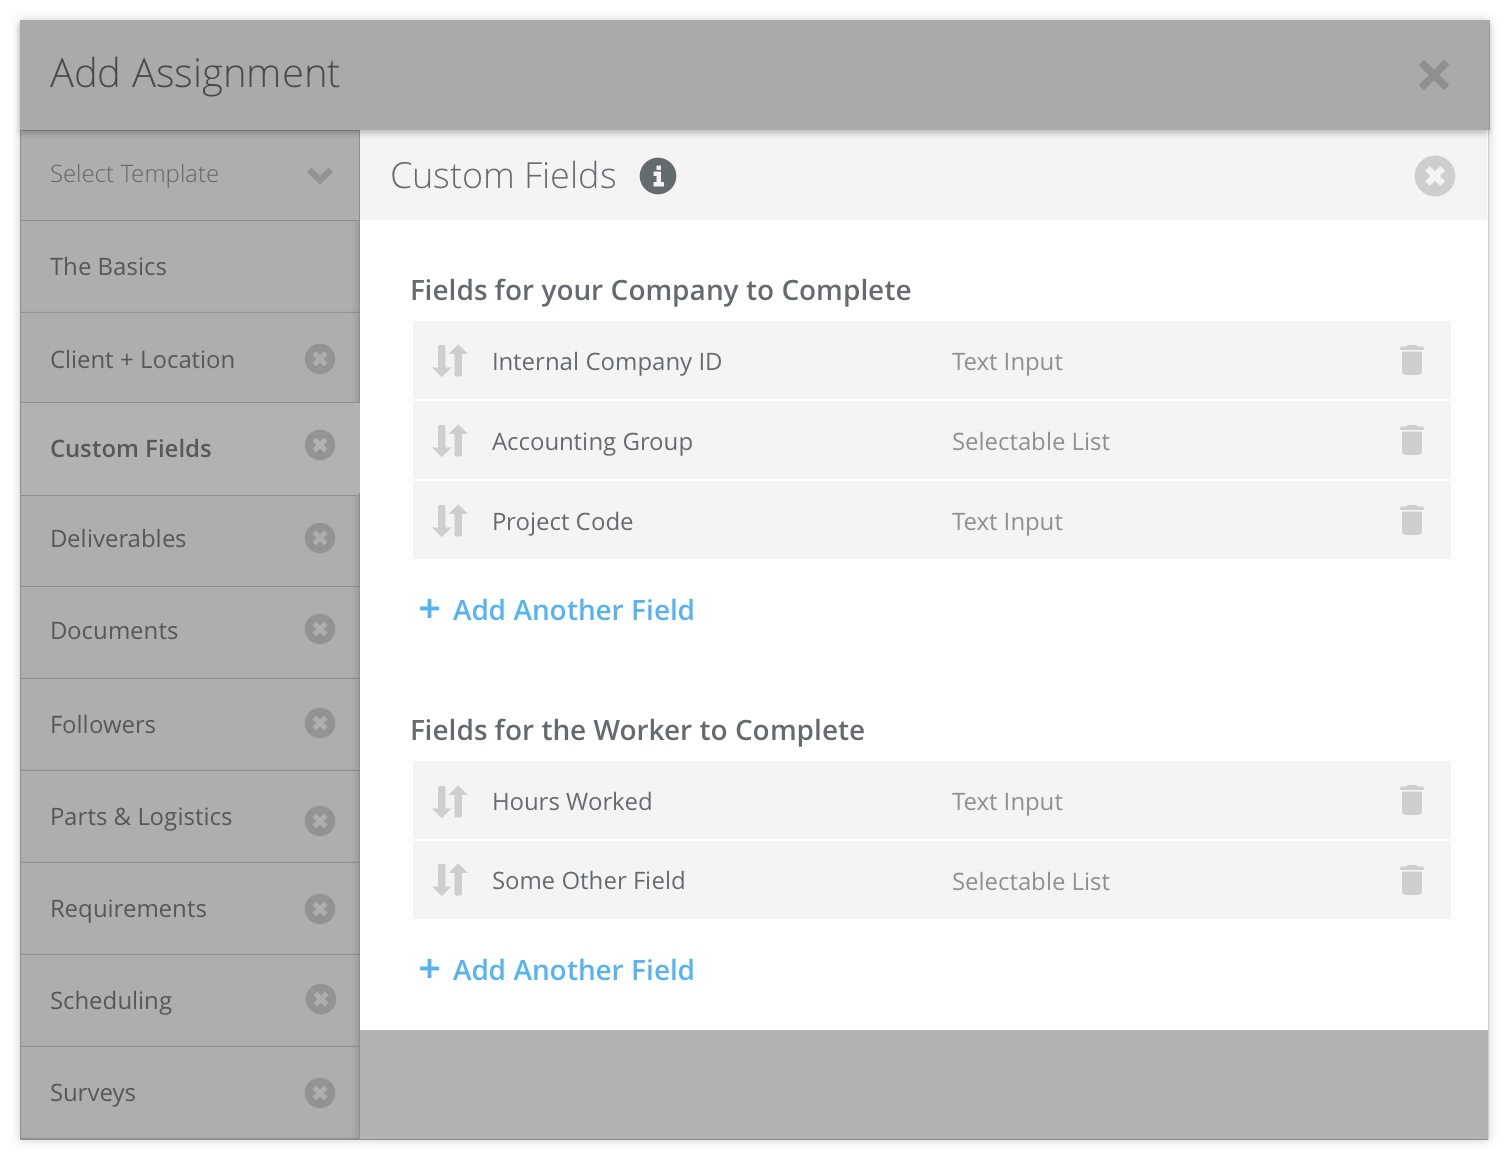 Add Assignment
Select Template
The Basics
Client + Location
Custom Fields
Deliverables
Documents
Followers
Parts & Logistics
Requirements
Scheduling
Surveys
Custom Fields
Fields for your Company to Complete
Internal Company ID Text Input
Accounting Group Selectable List
Project Code Text Input
+ Add Another Field
Fields for the Worker to Complete
Hours Worked Text Input
Some Other Field Selectable List
+ Add Another Field